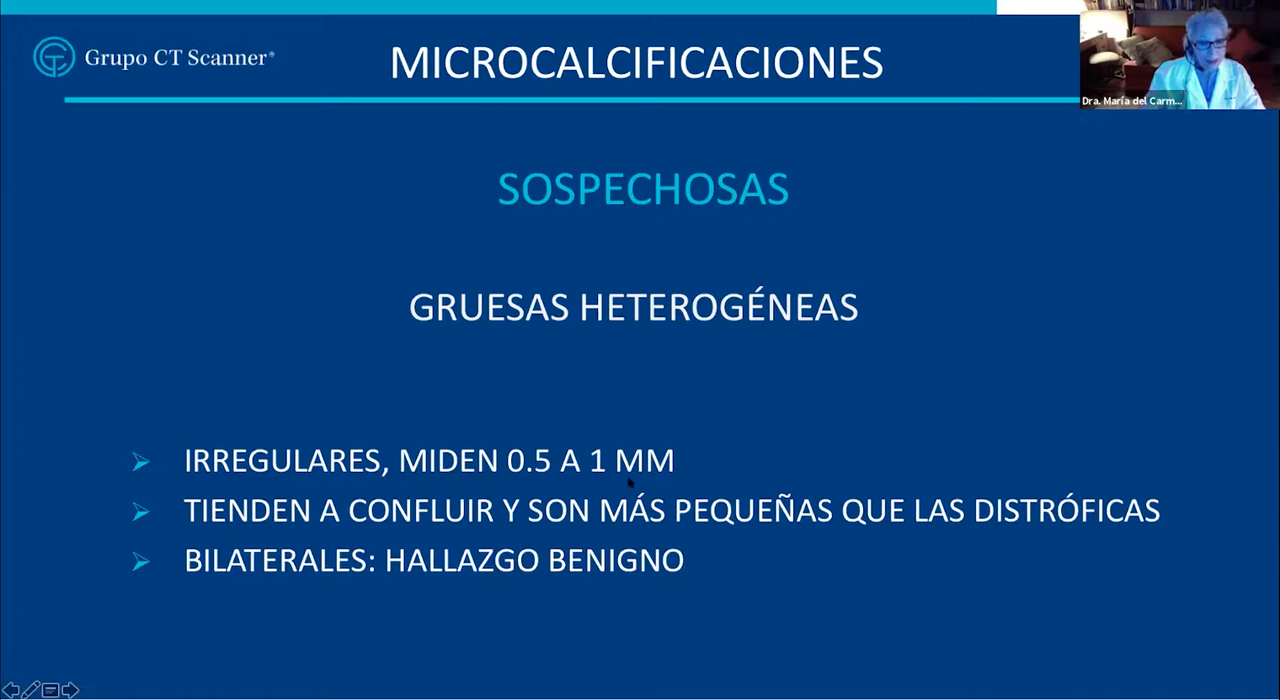 Grupo CT Scanner®
MICROCALCIFICACIONES
Dra. María del Carm...
SOSPECHOSAS
GRUESAS HETEROGÉNEAS
IRREGULARES, MIDEN 0.5 A 1 MM
TIENDEN A CONFLUIR Y SON MÁS PEQUEÑAS QUE LAS DISTRÓFICAS
BILATERALES: HALLAZGO BENIGNO